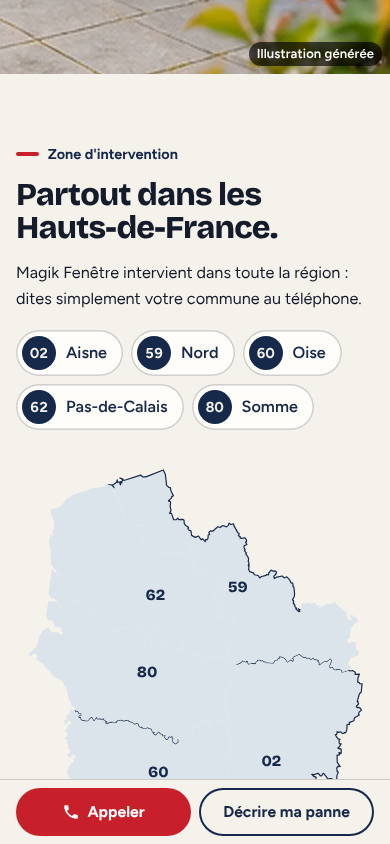 Illustration générée
Zone d'intervention
Partout dans les
Hauts-de-France.
Magik Fenêtre intervient dans toute la région :
dites simplement votre commune au téléphone.
02 Aisne 59 Nord 60 Oise
62 Pas-de-Calais 80 Somme
59
62
80
02
60
Appeler Décrire ma panne